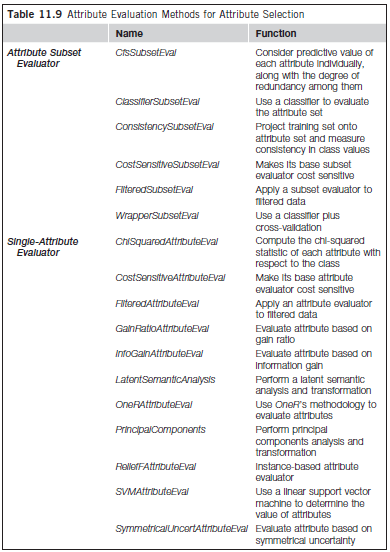 Table 11.9 Attribute Evaluation Methods for Attribute Selection
Name Function
Attribute Subset CfsSubsetEval Consider predictive value of
Evaluator each attribute individually,
along with the degree of
redundancy among them
ClassifierSubsetEval Use a classifier to evaluate
the attribute set
ConsistencySubsetEval Project training set onto
attribute set and measure
consistency in class values
CostSensitiveSubsetEval Makes its base subset
evaluator cost sensitive
FilteredSubsetEval Apply a subset evaluator to
filtered data
WrapperSubsetEval Use a classifier plus
cross-validation
Single-Attribute ChiSquaredAttributeEval Compute the chi-squared
Evaluator statistic of each attribute with
respect to the class
CostSensitiveAttributeEval Make its base attribute
evaluator cost sensitive
FilteredAttributeEval Apply an attribute evaluator
to filtered data
GainRatioAttributeEval Evaluate attribute based on
gain ratio
InfoGainAttributeEval Evaluate attribute based on
information gain
LatentSemanticAnalysis Perform a latent semantic
analysis and transformation
OneRAttributeEval Use OneR's methodology to
evaluate attributes
PrincipalComponents Perform principal
components analysis and
transformation
ReliefFAttributeEval Instance-based attribute
evaluator
SVMAttributeEval Use a linear support vector
machine to determine the
value of attributes
SymmetricalUncertAttributeEval Evaluate attribute based on
symmetrical uncertainty